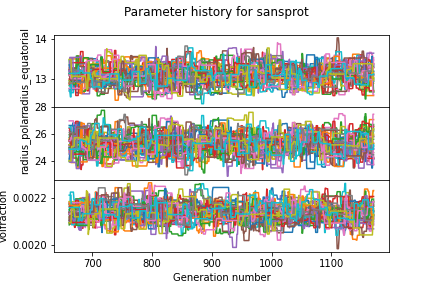 Parameter history for sansprot
radius_equatorial
14
13
radius_polar
28
26
24
volfraction
0.0022
0.0020
700 800 900 1000 1100
Generation number